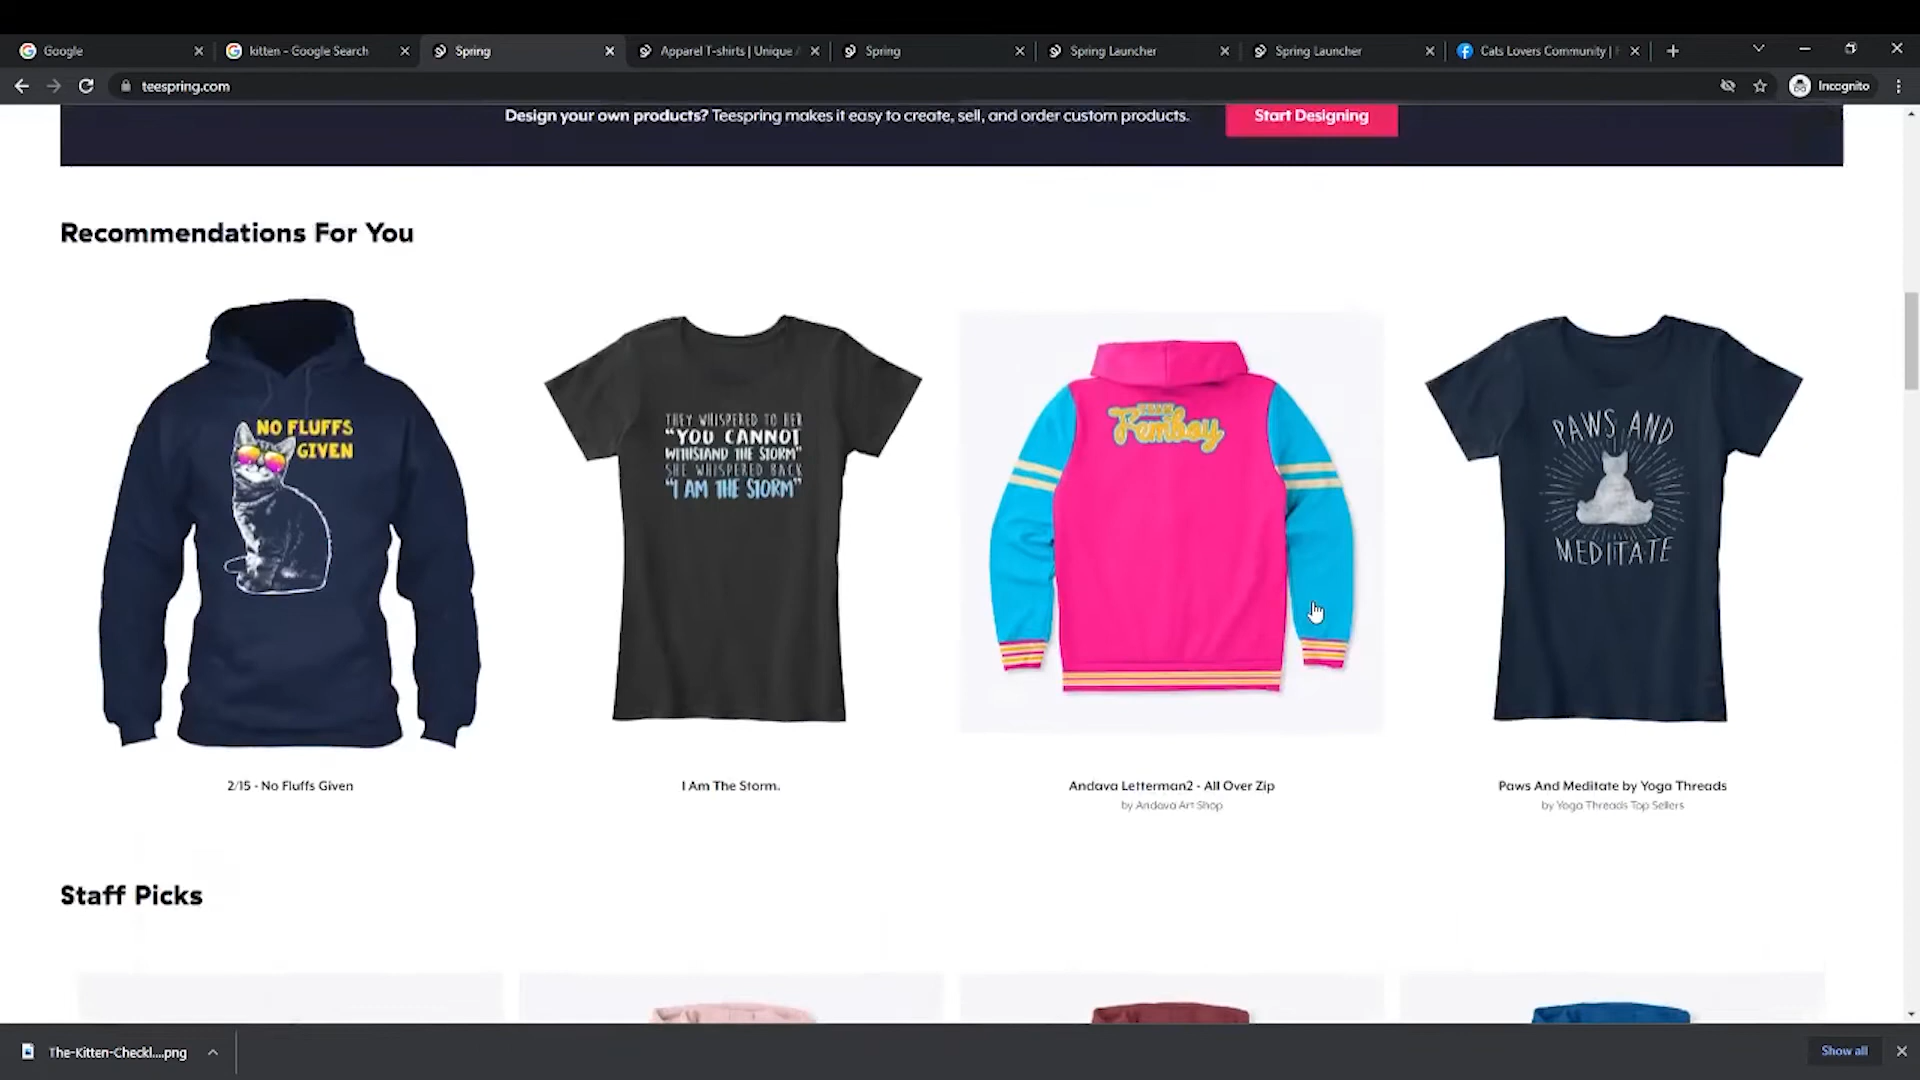 Google
kitten - Google Search
Spring
Apparel T-shirts | Unique
Spring
Spring Launcher
Spring Launcher
Cats Lovers Community |
teespring.com
Incognito
Design your own products? Teespring makes it easy to create, sell, and order custom products.
Start Designing
Recommendations For You
NO FLUFFS
GIVEN
THEY WHISPERED TO HER
"YOU CANNOT
WITHSTAND THE STORM"
SHE WHISPERED BACK
"I AM THE STORM"
Femboy
PAWS AND
MEDITATE
2/15 - No Fluffs Given
I Am The Storm.
Andava Letterman2 - All Over Zip
by Andava Art Shop
Paws And Meditate by Yoga Threads
by Yoga Threads Top Sellers
Staff Picks
The-Kitten-Checkl....png
Show all